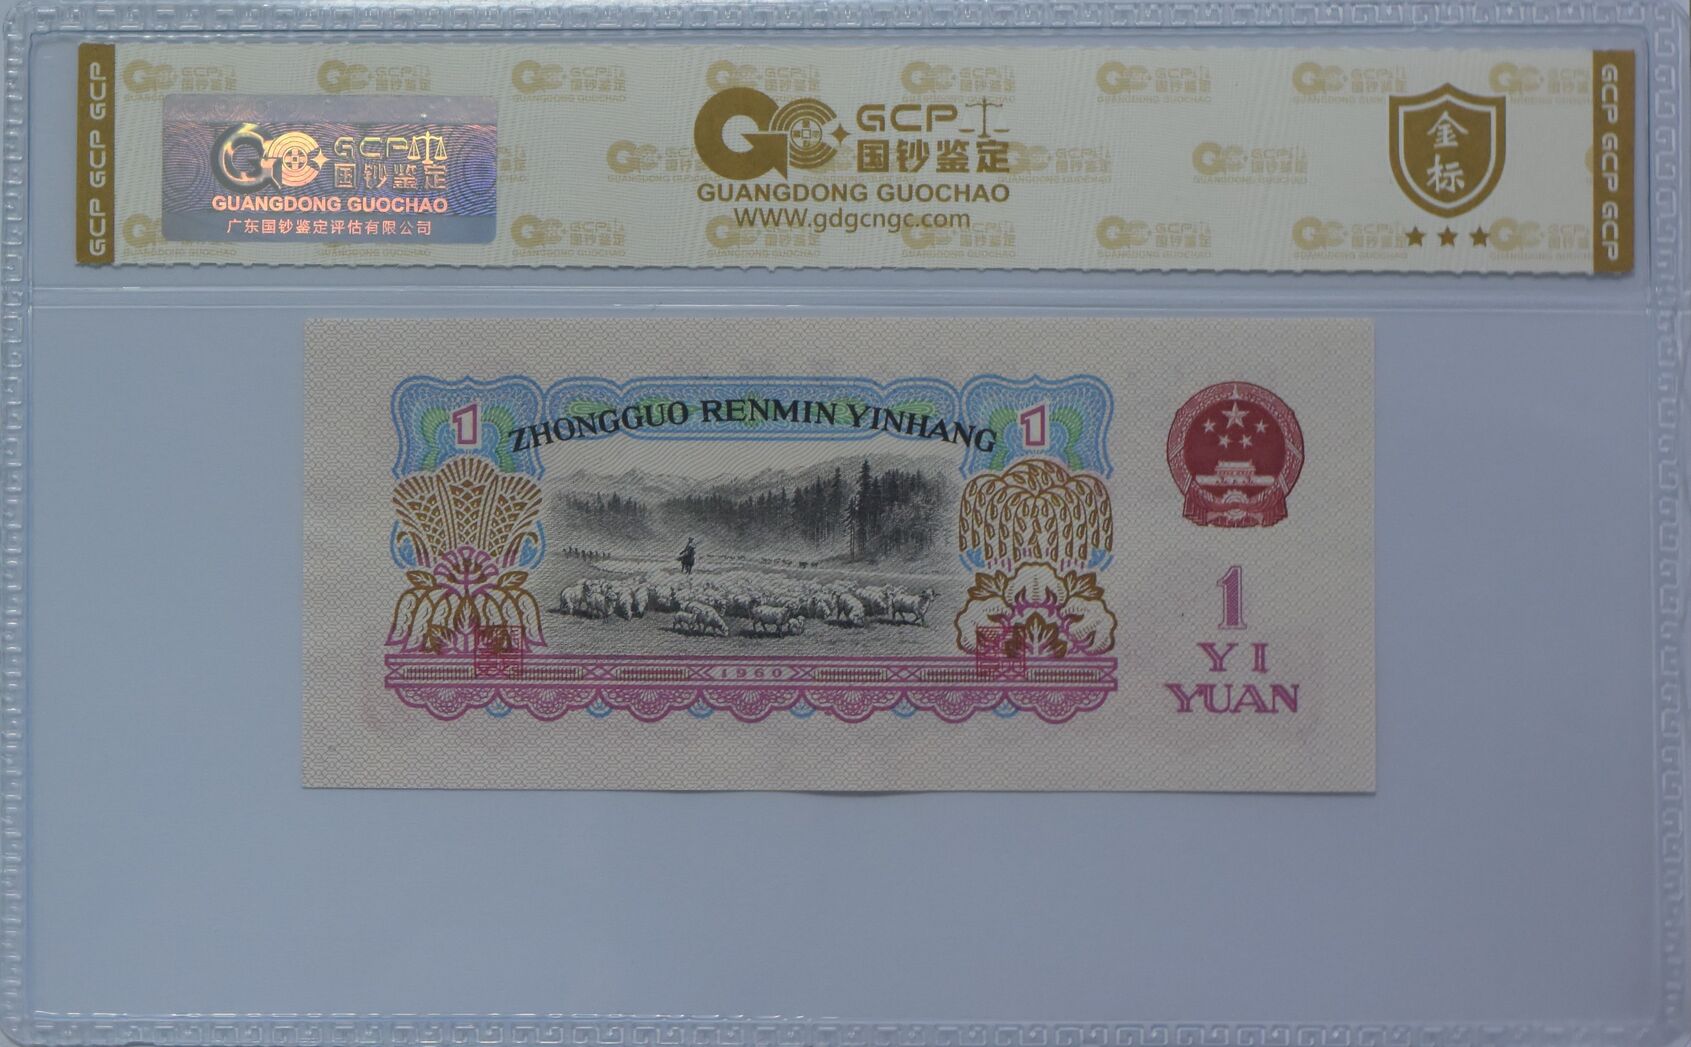 GCP GCP GCP
GCP
国钞鉴定
GUANGDONG GUOCHAO
广东国钞鉴定评估有限公司
GCP
国钞鉴定
GUANGDONG GUOCHAO
WWW.gdgcngc.com
金
标
GCP GCP GCP
1
ZHONGGUO RENMIN YINHANG
1
1960
1
YI
YUAN